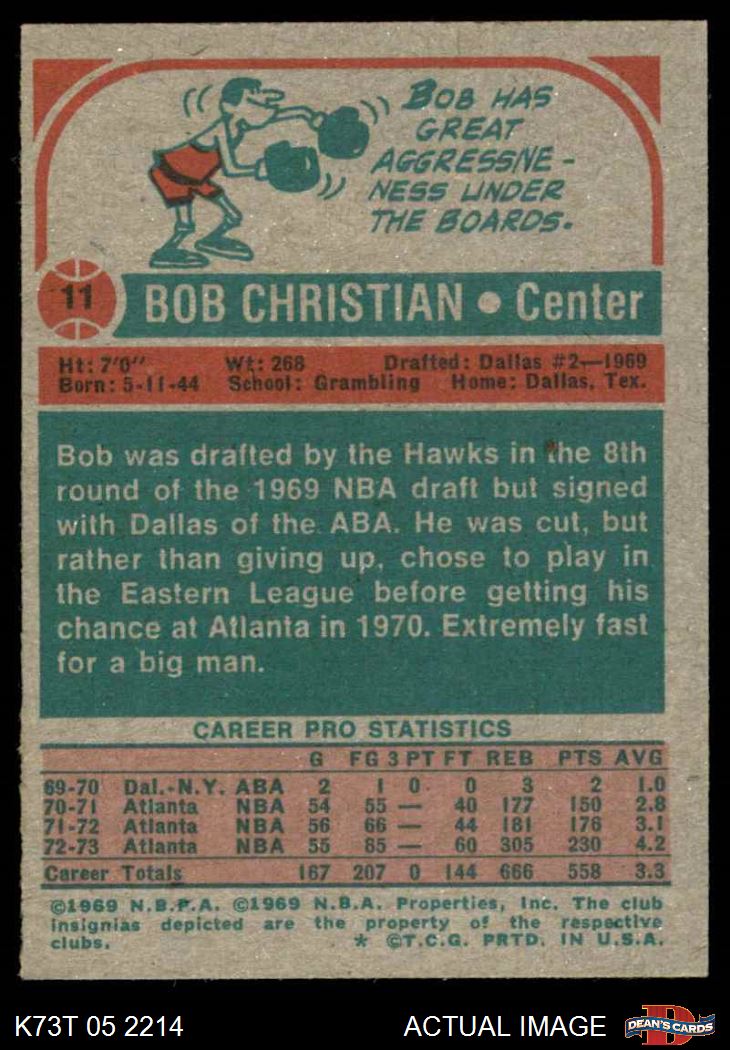 BOB HAS
GREAT
AGGRESSIVE-
NESS UNDER
THE BOARDS.
11
BOB CHRISTIAN • Center
Ht: 7'0" Wt: 268 Drafted: Dallas #2—1969
Born: 5-11-44 School: Grambling Home: Dallas, Tex.
Bob was drafted by the Hawks in the 8th
round of the 1969 NBA draft but signed
with Dallas of the ABA. He was cut, but
rather than giving up, chose to play in
the Eastern League before getting his
chance at Atlanta in 1970. Extremely fast
for a big man.
CAREER PRO STATISTICS
G FG 3 PT FT REB PTS AVG
69-70 Dal.-N.Y. ABA 2 1 0 0 3 2 1.0
70-71 Atlanta NBA 54 55 — 40 177 150 2.8
71-72 Atlanta NBA 56 66 — 44 181 176 3.1
72-73 Atlanta NBA 55 85 — 60 305 230 4.2
Career Totals 167 207 0 144 666 558 3.3
©1969 N.B.P.A. ©1969 N.B.A. Properties, Inc. The club
insignias depicted are the property of the respective
clubs. * ©T.C.G. PRTD. IN U.S.A.
K73T 05 2214 ACTUAL IMAGE
D
DEAN'S CARDS